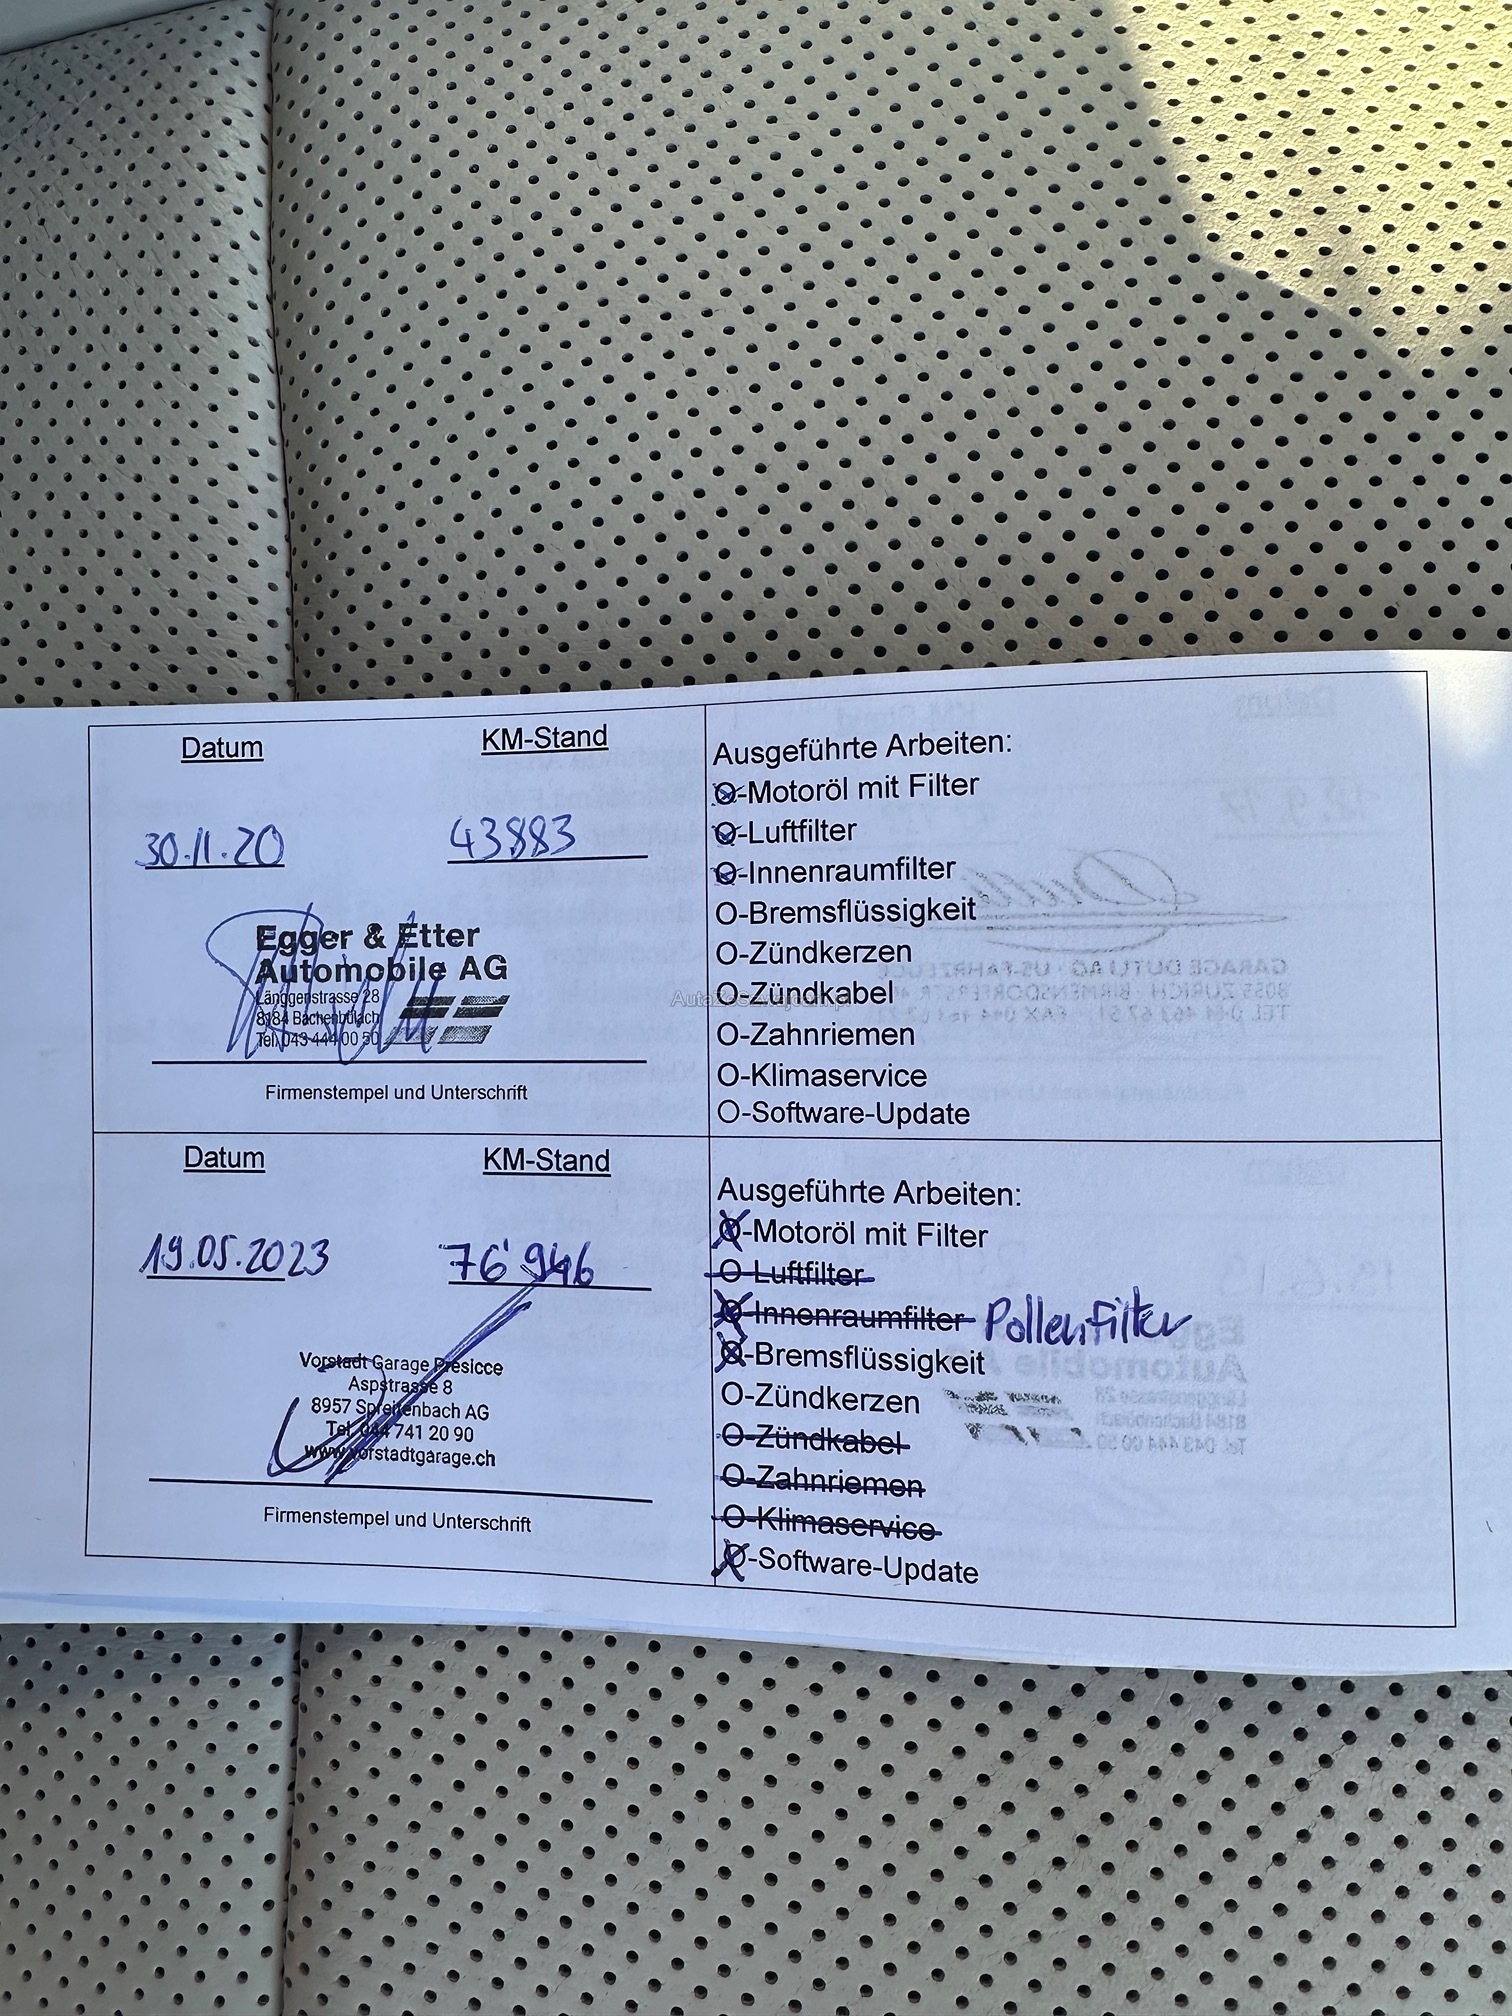 Datum KM-Stand
30.11.20 43883
Egger & Etter
Automobile AG
Länggenstrasse 28
8184 Bachenbülach
Tel. 043 444 00 50
Firmenstempel und Unterschrift
Ausgeführte Arbeiten:
O-Motoröl mit Filter
O-Luftfilter
O-Innenraumfilter
O-Bremsflüssigkeit
O-Zündkerzen
O-Zündkabel
O-Zahnriemen
O-Klimaservice
O-Software-Update
Datum KM-Stand
19.05.2023 76'946
Vorstadt Garage Presicce
Aspstrasse 8
8957 Spreitenbach AG
Tel. 044 741 20 90
www.vorstadtgarage.ch
Firmenstempel und Unterschrift
Ausgeführte Arbeiten:
O-Motoröl mit Filter
O-Luftfilter
O-Innenraumfilter Pollenfilter
O-Bremsflüssigkeit
O-Zündkerzen
O-Zündkabel
O-Zahnriemen
O-Klimaservice
O-Software-Update